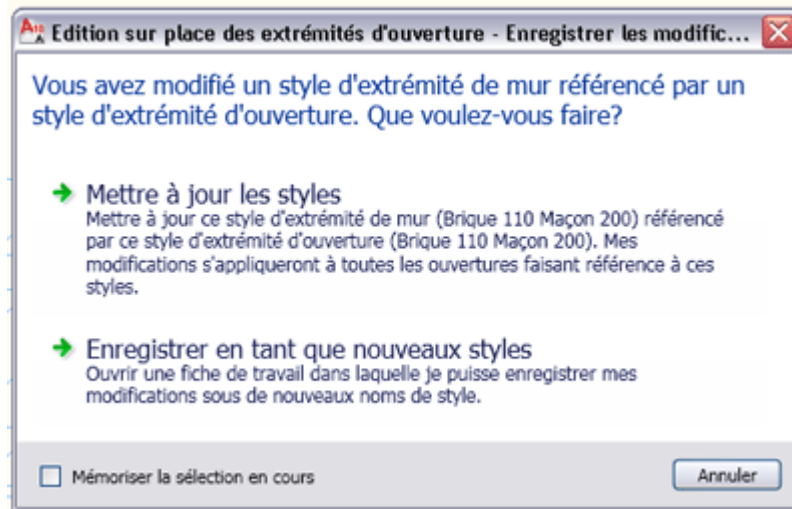 Edition sur place des extrémités d'ouverture - Enregistrer les modific...
Vous avez modifié un style d'extrémité de mur référencé par un
style d'extrémité d'ouverture. Que voulez-vous faire?
Mettre à jour les styles
Mettre à jour ce style d'extrémité de mur (Brique 110 Maçon 200) référencé
par ce style d'extrémité d'ouverture (Brique 110 Maçon 200). Mes
modifications s'appliqueront à toutes les ouvertures faisant référence à ces
styles.
Enregistrer en tant que nouveaux styles
Ouvrir une fiche de travail dans laquelle je puisse enregistrer mes
modifications sous de nouveaux noms de style.
Mémoriser la sélection en cours
Annuler